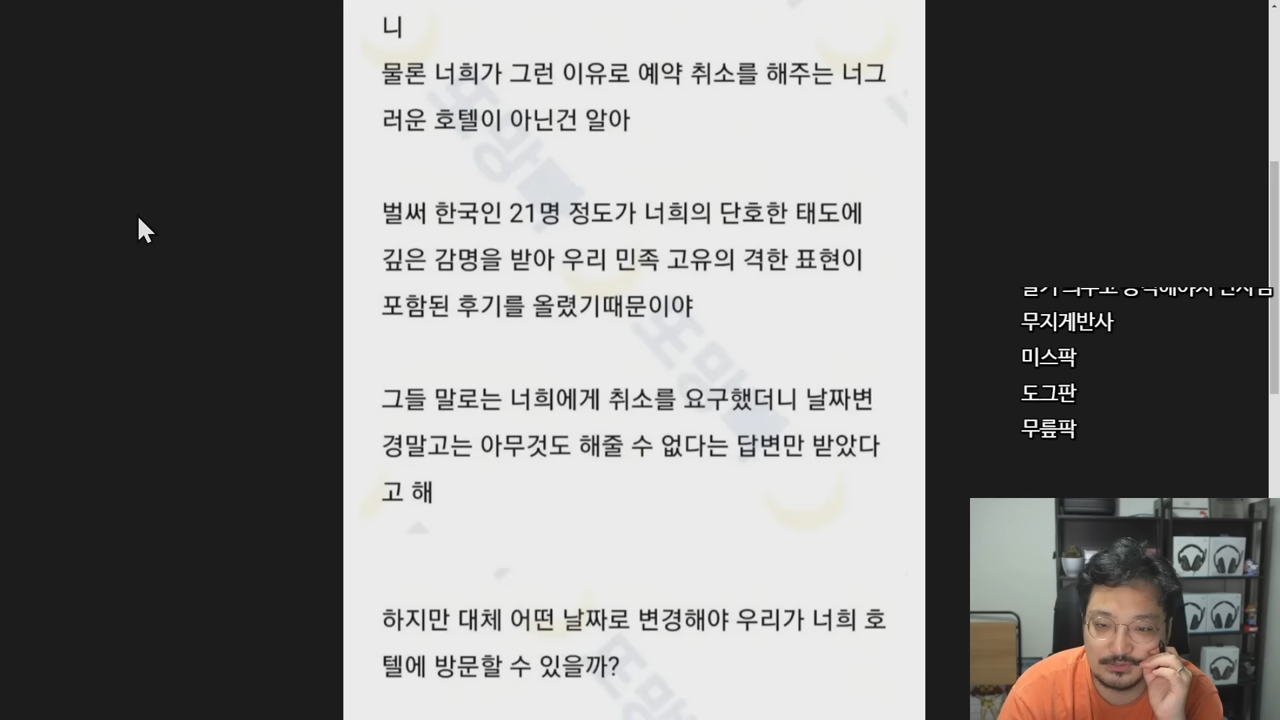 니
물론 너희가 그런 이유로 예약 취소를 해주는 너그
러운 호텔이 아닌건 알아
벌써 한국인 21명 정도가 너희의 단호한 태도에
깊은 감명을 받아 우리 민족 고유의 격한 표현이
포함된 후기를 올렸기때문이야
그들 말로는 너희에게 취소를 요구했더니 날짜변
경말고는 아무것도 해줄 수 없다는 답변만 받았다
고 해
하지만 대체 어떤 날짜로 변경해야 우리가 너희 호
텔에 방문할 수 있을까?
무지게반사
미스팍
도그판
무릎팍